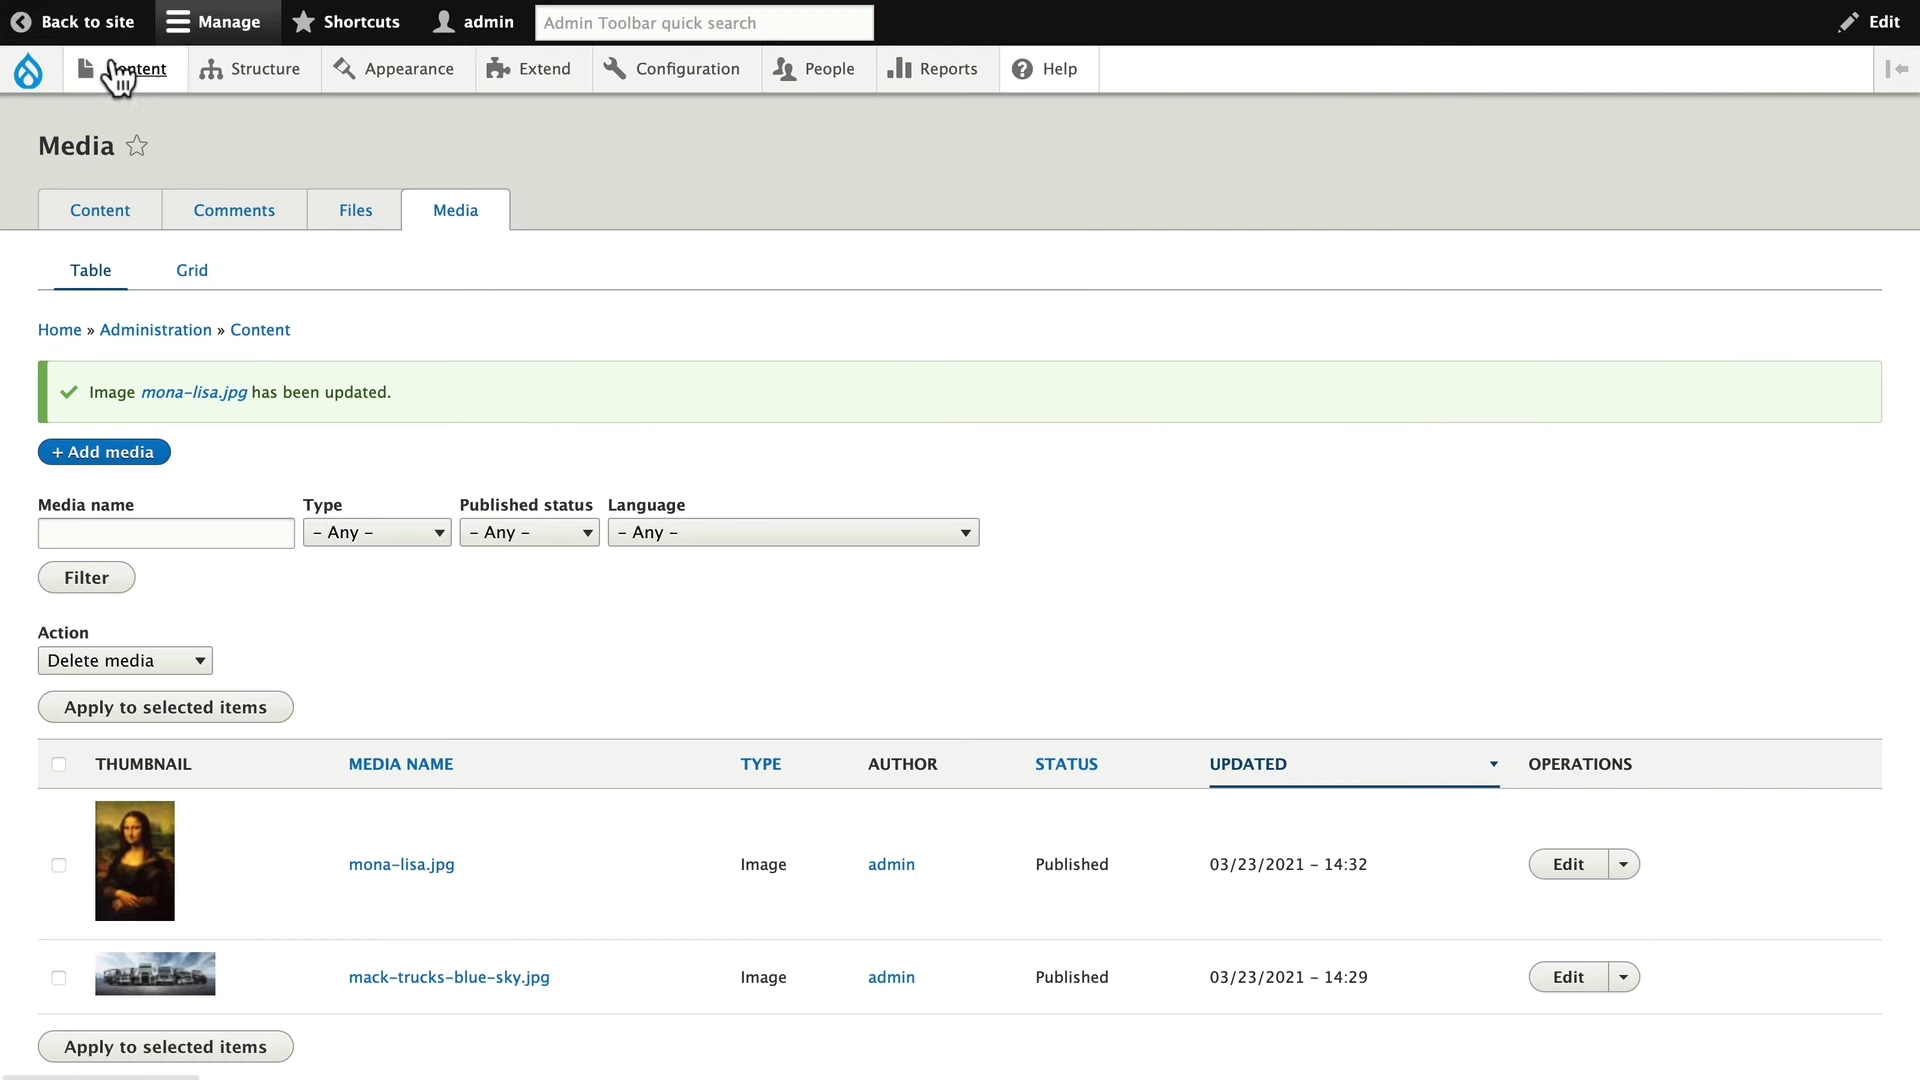 Back to site Manage Shortcuts admin Admin Toolbar quick search Edit
Structure Appearance Extend Configuration People Reports Help
Media
Content Comments Files Media
Table Grid
Home » Administration » Content
Image mona-lisa.jpg has been updated.
+ Add media
Media name Type Published status Language
- Any - - Any - - Any -
Filter
Action
Delete media
Apply to selected items
THUMBNAIL MEDIA NAME TYPE AUTHOR STATUS UPDATED OPERATIONS
mona-lisa.jpg Image admin Published 03/23/2021 - 14:32 Edit
mack-trucks-blue-sky.jpg Image admin Published 03/23/2021 - 14:29 Edit
Apply to selected items